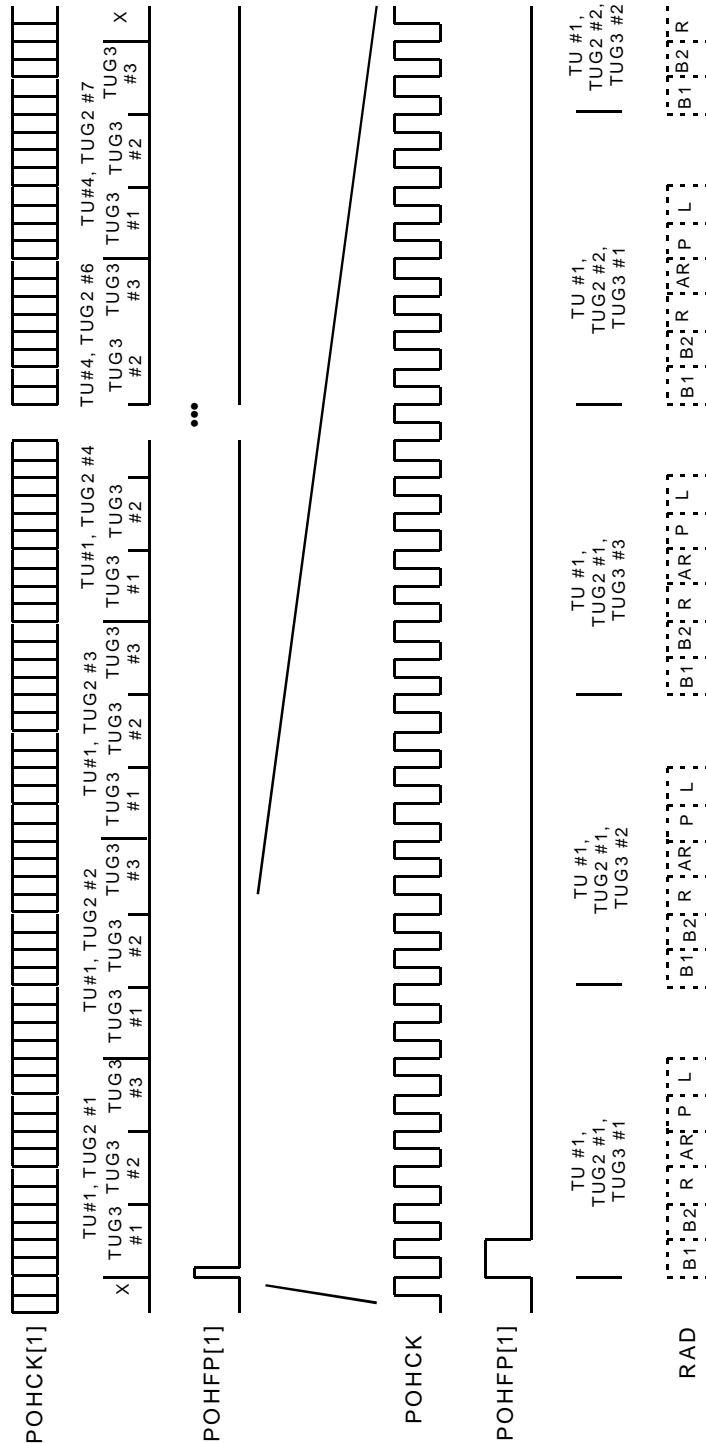 POHCK[1]
TU#1, TUG2 #1
TU#1, TUG2 #2
TU#1, TUG2 #3
TU#1, TUG2 #4
TU#4, TUG2 #6
TU#4, TUG2 #7
X
TUG3 #1
TUG3 #2
TUG3 #3
TUG3 #1
TUG3 #2
TUG3 #3
TUG3 #1
TUG3 #2
TUG3 #3
TUG3 #1
TUG3 #2
TUG3 #2
TUG3 #3
TUG3 #1
TUG3 #2
TUG3 #3
X
POHFP[1]
•••
POHCK
POHFP[1]
TU #1,
TUG2 #1,
TUG3 #1
TU #1,
TUG2 #1,
TUG3 #2
TU #1,
TUG2 #1,
TUG3 #3
TU #1,
TUG2 #2,
TUG3 #1
TU #1,
TUG2 #2,
TUG3 #2
RAD
B1 B2 R AR P L
B1 B2 R AR P L
B1 B2 R AR P L
B1 B2 R AR P L
B1 B2 R